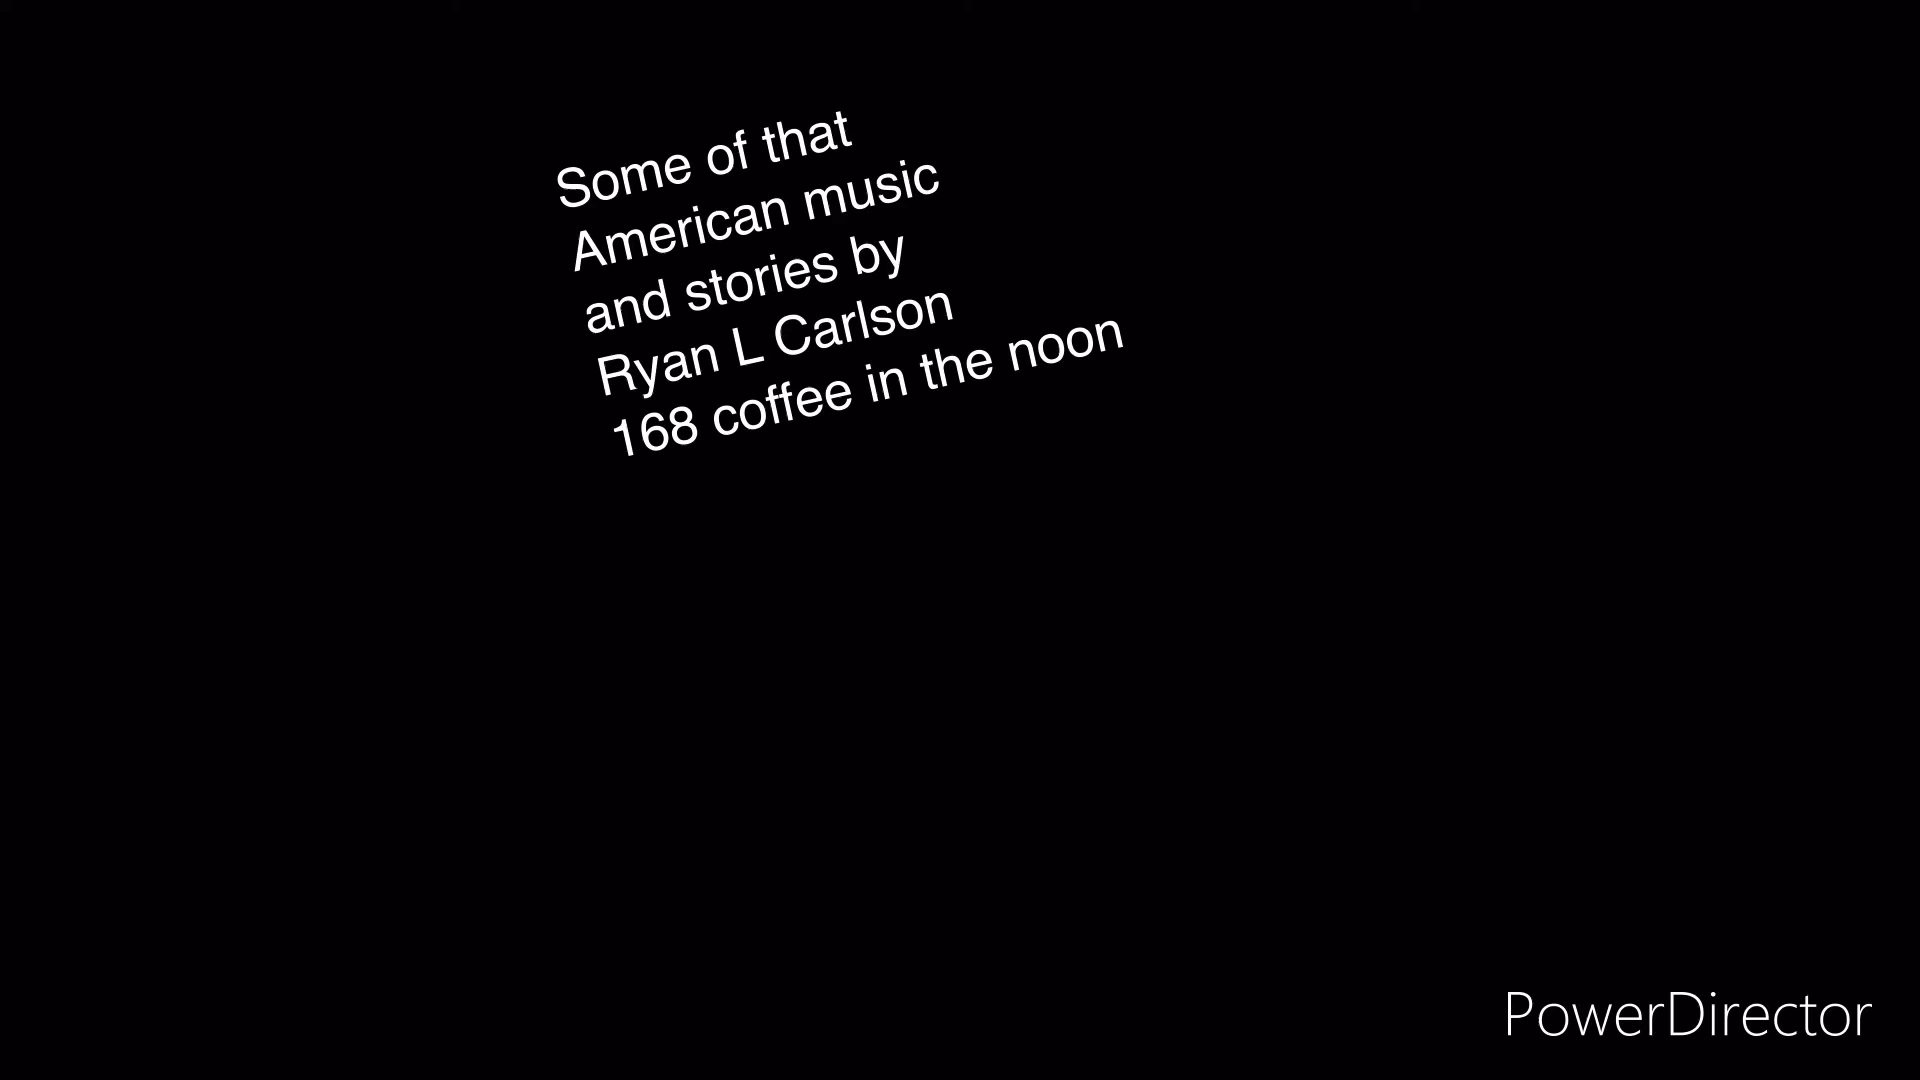 Some of that
American music
and stories by
Ryan L Carlson
168 coffee in the noon
PowerDirector